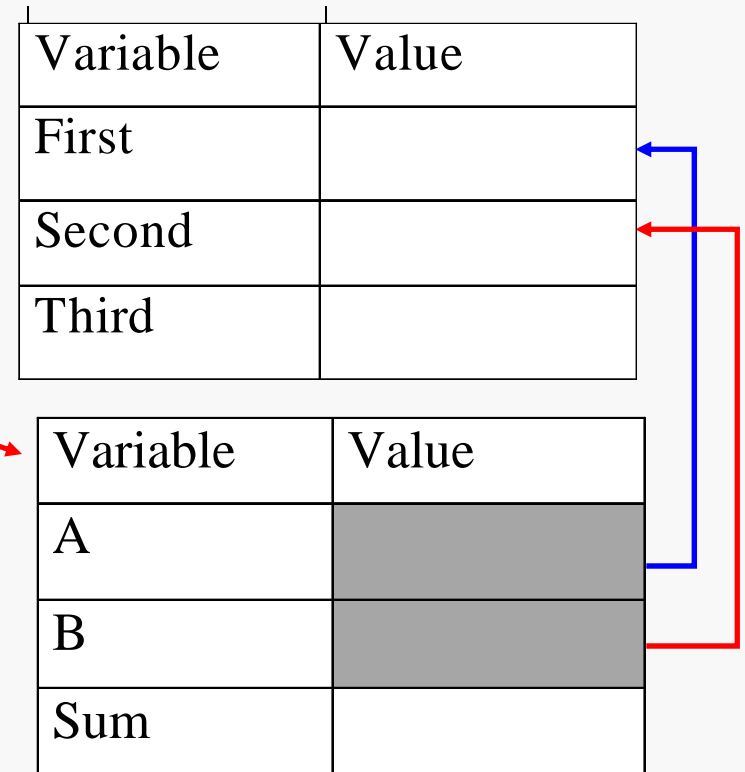 Variable Value
First
Second
Third
Variable Value
A
B
Sum